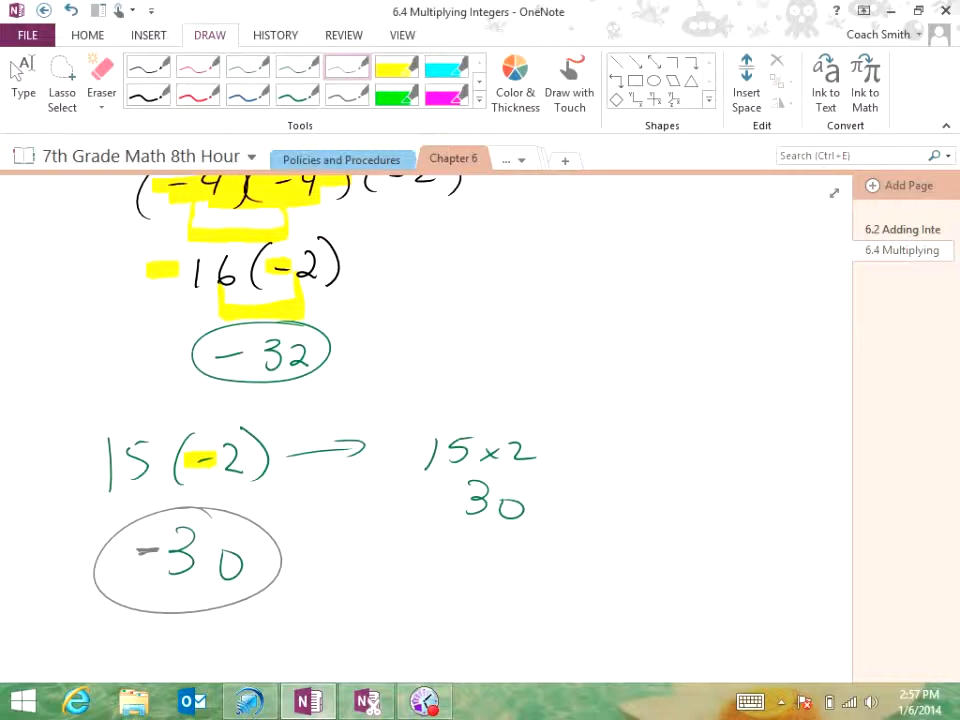 6.4 Multiplying Integers - OneNote
FILE HOME INSERT DRAW HISTORY REVIEW VIEW
Coach Smith
Type
Lasso Select
Eraser
Color & Thickness
Draw with Touch
Insert Space
Ink to Text
Ink to Math
Tools Shapes Edit Convert
7th Grade Math 8th Hour Policies and Procedures Chapter 6 ... Search (Ctrl+E)
Add Page
6.2 Adding Inte
6.4 Multiplying
(-4)(-4)(-2)
- 16(-2)
- 32
15(-2) → 15 x 2
30
-30
2:57 PM
1/6/2014